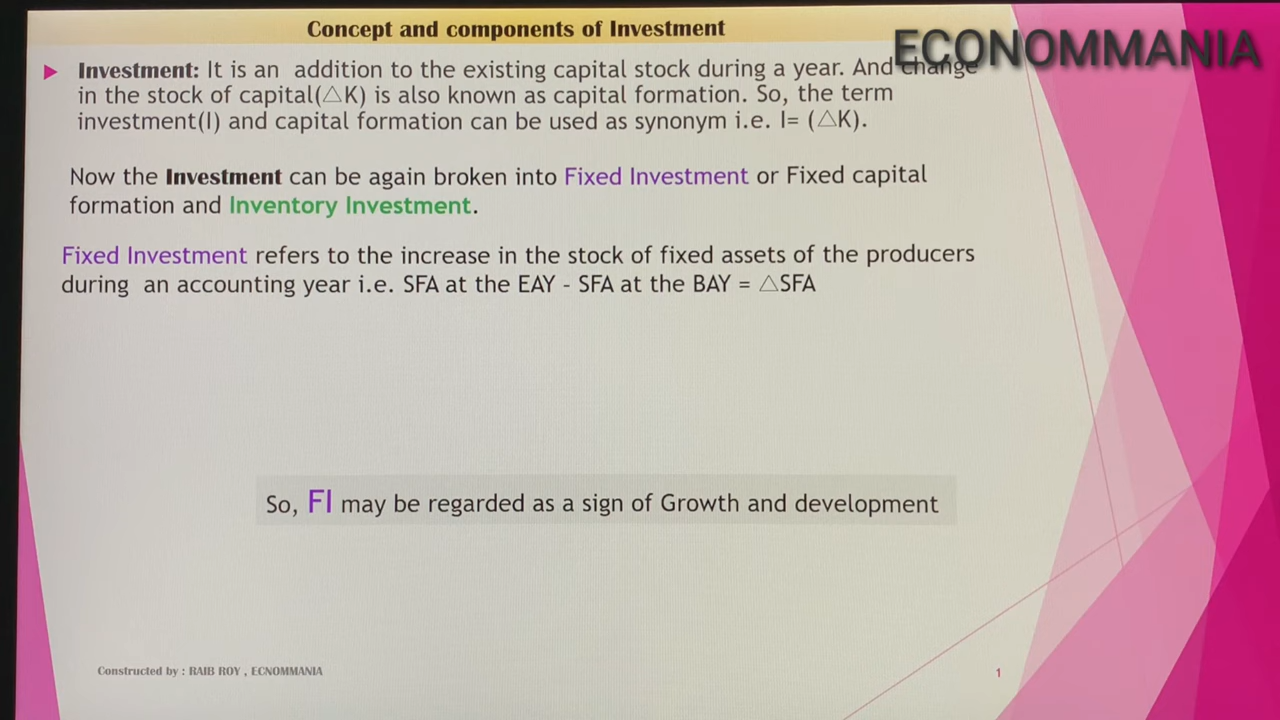 Concept and components of Investment
ECONOMMANIA
Investment: It is an addition to the existing capital stock during a year. And change
in the stock of capital(△K) is also known as capital formation. So, the term
investment(I) and capital formation can be used as synonym i.e. I= (△K).
Now the Investment can be again broken into Fixed Investment or Fixed capital
formation and Inventory Investment.
Fixed Investment refers to the increase in the stock of fixed assets of the producers
during an accounting year i.e. SFA at the EAY - SFA at the BAY = △SFA
So, FI may be regarded as a sign of Growth and development
Constructed by : RAIB ROY , ECNOMMANIA
1